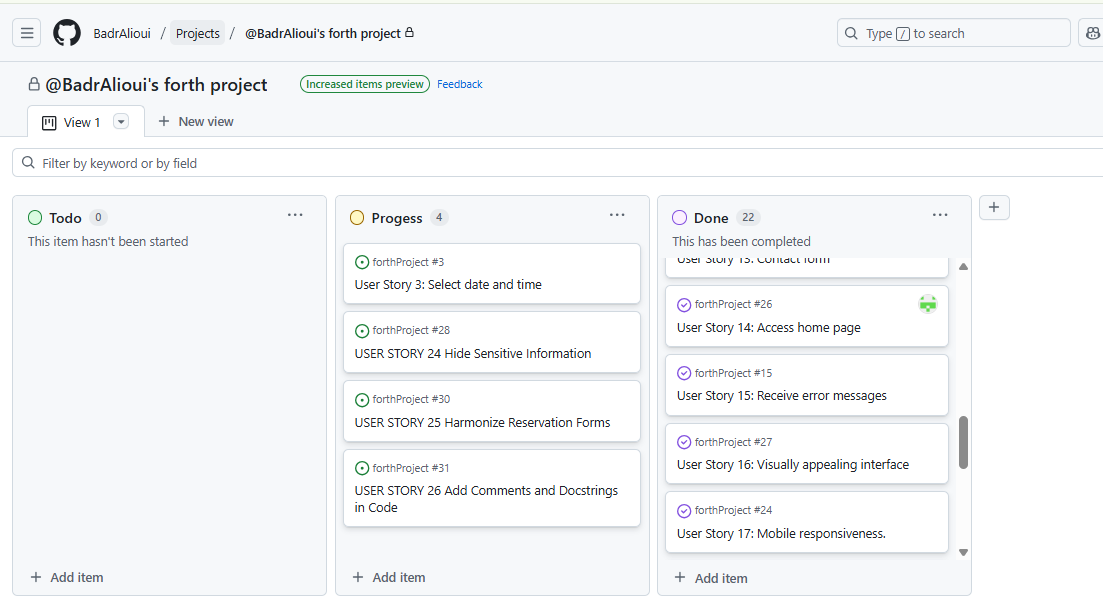 BadrAlioui / Projects / @BadrAlioui's forth project
Type / to search
@BadrAlioui's forth project
Increased items preview
Feedback
View 1
New view
Filter by keyword or by field
Todo 0
This item hasn't been started
Add item
Progess 4
forthProject #3
User Story 3: Select date and time
forthProject #28
USER STORY 24 Hide Sensitive Information
forthProject #30
USER STORY 25 Harmonize Reservation Forms
forthProject #31
USER STORY 26 Add Comments and Docstrings
in Code
Add item
Done 22
This has been completed
User Story 13: Contact form
forthProject #26
User Story 14: Access home page
forthProject #15
User Story 15: Receive error messages
forthProject #27
User Story 16: Visually appealing interface
forthProject #24
User Story 17: Mobile responsiveness.
Add item